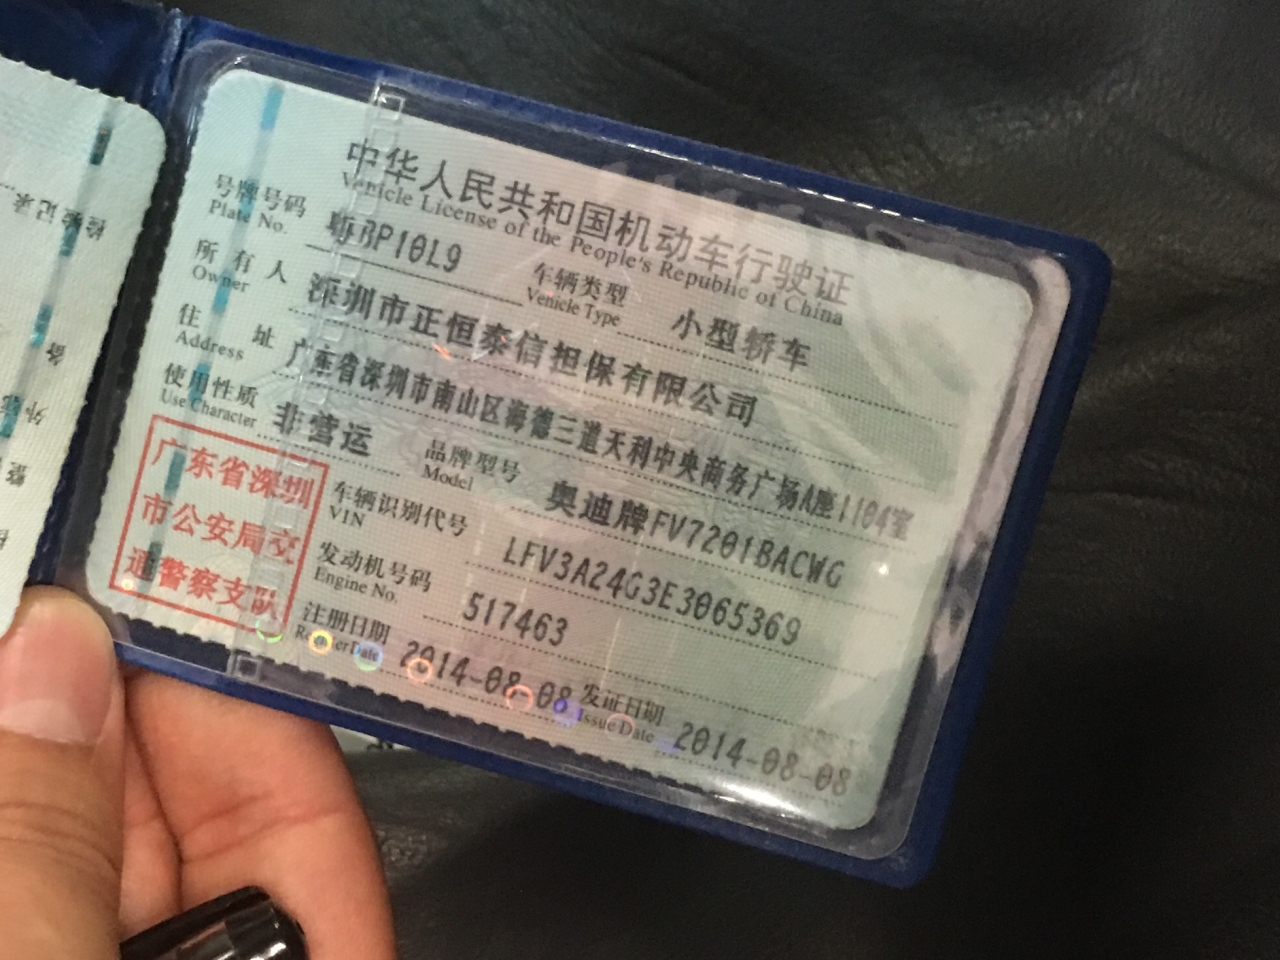 中华人民共和国机动车行驶证
Vehicle License of the People's Republic of China
号牌号码 BP10L9 车辆类型 小型轿车
Plate No. Vehicle Type
所有人 深圳市正恒泰信担保有限公司
Owner
住址 广东省深圳市南山区海德三道天利中央商务广场A座1104室
Address
使用性质 非营运 品牌型号 奥迪牌FV7201BACWG
Use Character Model
广东省深圳
市公安局交
通警察支队
车辆识别代号 LFV3A24G3E3065369
VIN
发动机号码 517463
Engine No.
注册日期 2014-08-08 发证日期 2014-08-08
Register Date Issue Date
检验记录
备